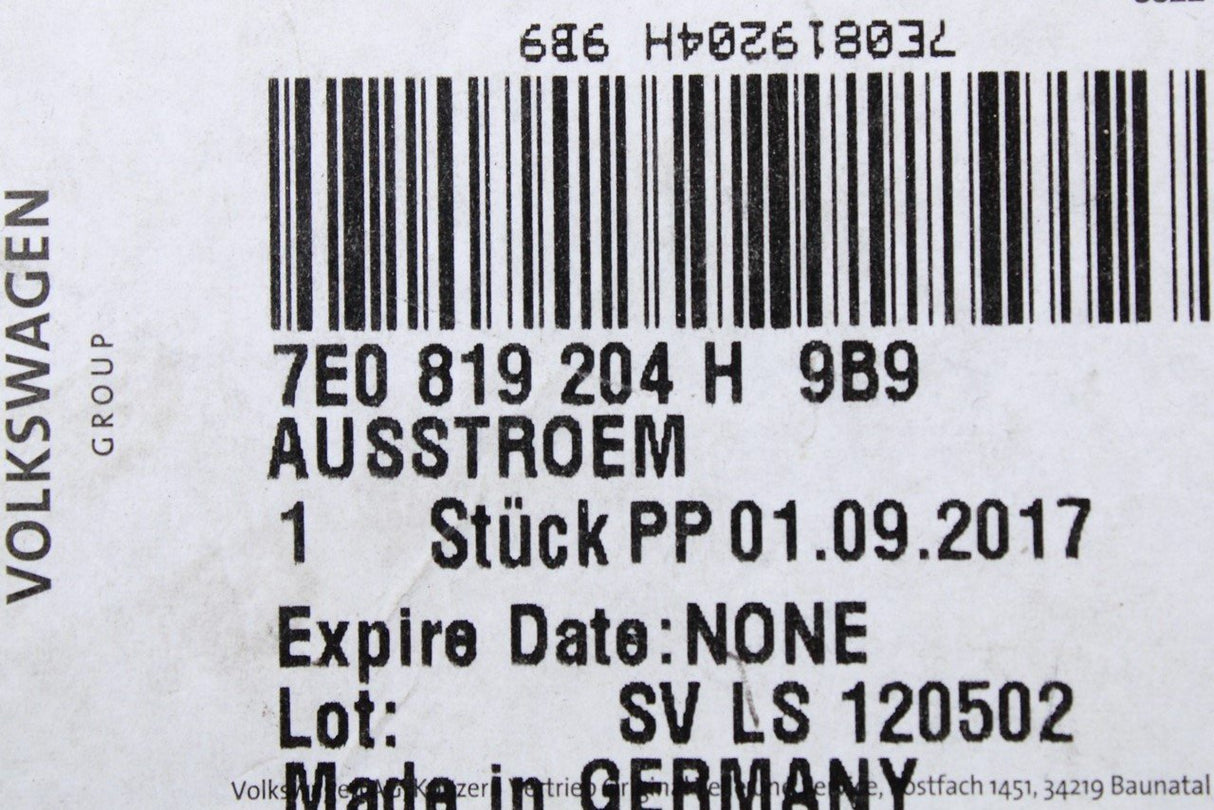 7E0819204H 9B9
VOLKSWAGEN
GROUP
7E0 819 204 H 9B9
AUSSTROEM
1 Stück PP 01.09.2017
Expire Date:NONE
Lot: SV LS 120502
Made in GERMANY
Vertrieb Postfach 1451, 34219 Baunatal